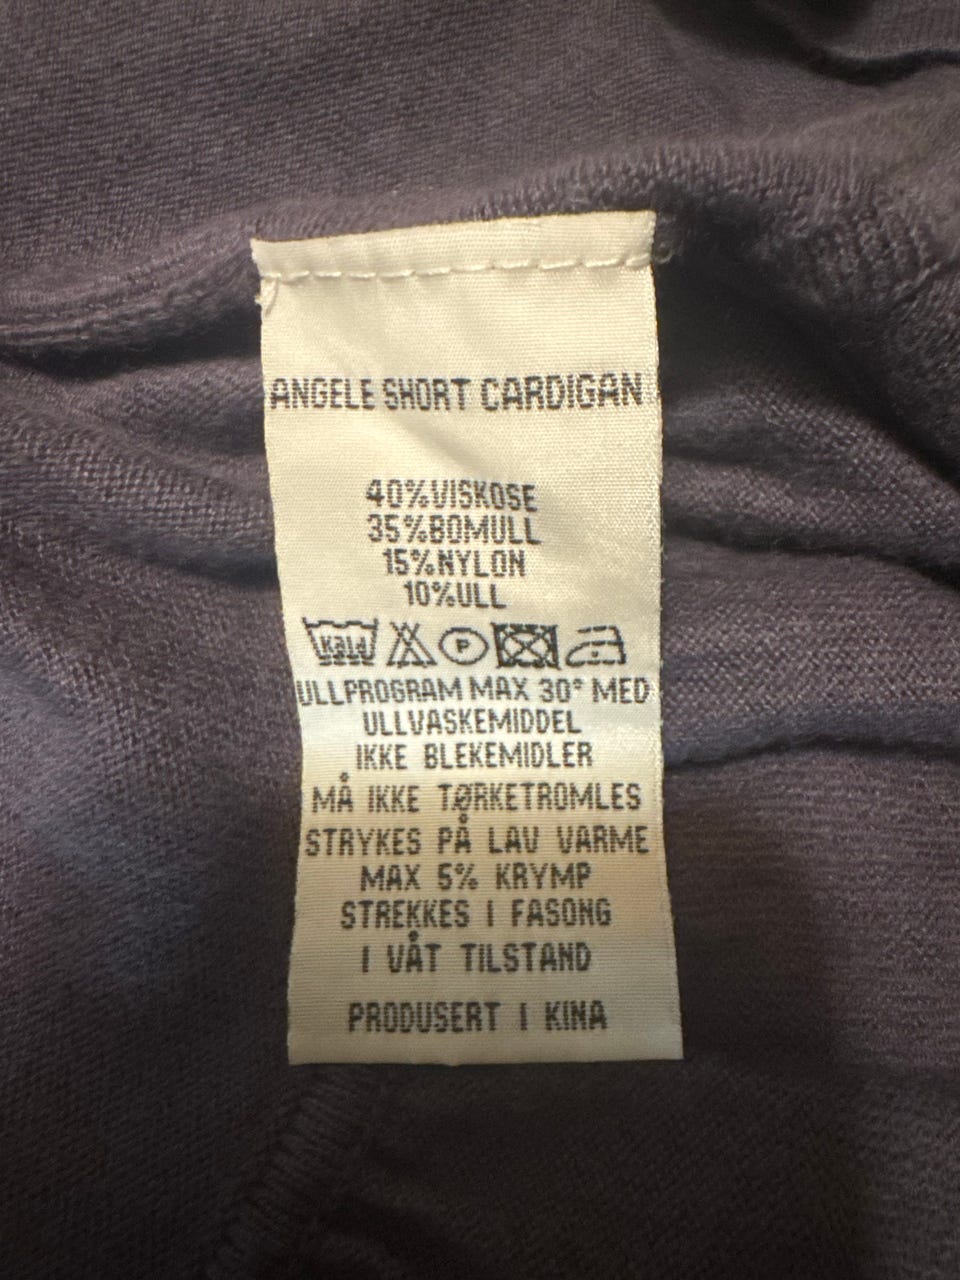 ANGELE SHORT CARDIGAN
40%VISKOSE
35%BOMULL
15%NYLON
10%ULL
Kald P
ULLPROGRAM MAX 30° MED
ULLVASKEMIDDEL
IKKE BLEKEMIDLER
MÅ IKKE TØRKETROMLES
STRYKES PÅ LAV VARME
MAX 5% KRYMP
STREKKES I FASONG
I VÅT TILSTAND
PRODUSERT I KINA